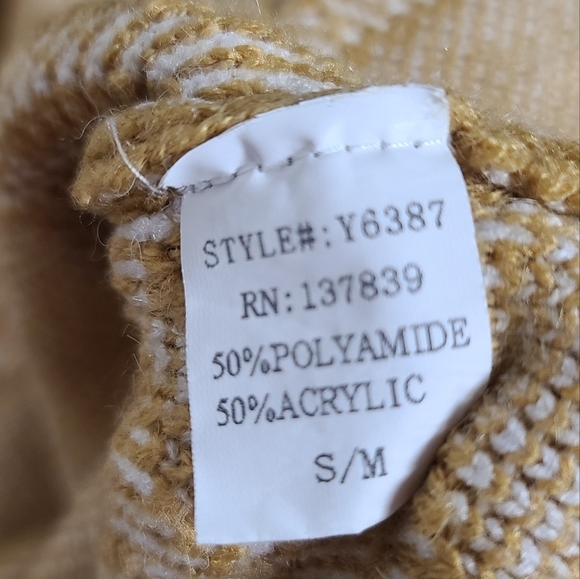 STYLE#:Y6387
RN:137839
50%POLYAMIDE
50%ACRYLIC
S/M